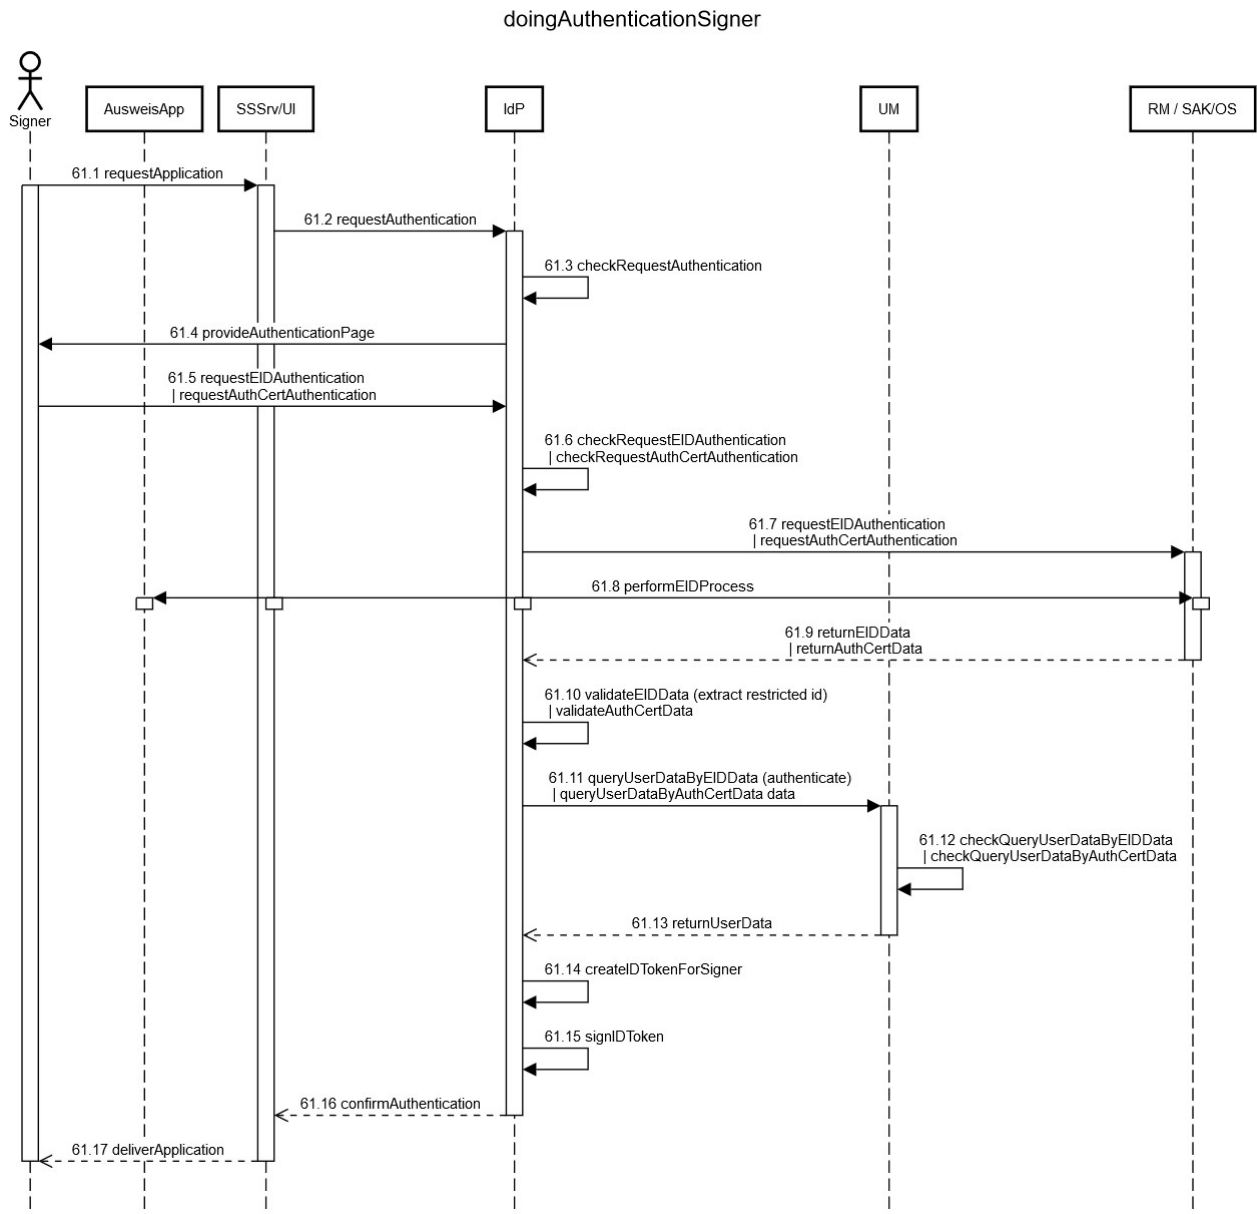 doingAuthenticationSigner
Signer
AusweisApp
SSSrv/UI
IdP
UM
RM / SAK/OS
61.1 requestApplication
61.2 requestAuthentication
61.3 checkRequestAuthentication
61.4 provideAuthenticationPage
61.5 requestEIDAuthentication
| requestAuthCertAuthentication
61.6 checkRequestEIDAuthentication
| checkRequestAuthCertAuthentication
61.7 requestEIDAuthentication
| requestAuthCertAuthentication
61.8 performEIDProcess
61.9 returnEIDData
| returnAuthCertData
61.10 validateEIDData (extract restricted id)
| validateAuthCertData
61.11 queryUserDataByEIDData (authenticate)
| queryUserDataByAuthCertData data
61.12 checkQueryUserDataByEIDData
| checkQueryUserDataByAuthCertData
61.13 returnUserData
61.14 createIDTokenForSigner
61.15 signIDToken
61.16 confirmAuthentication
61.17 deliverApplication